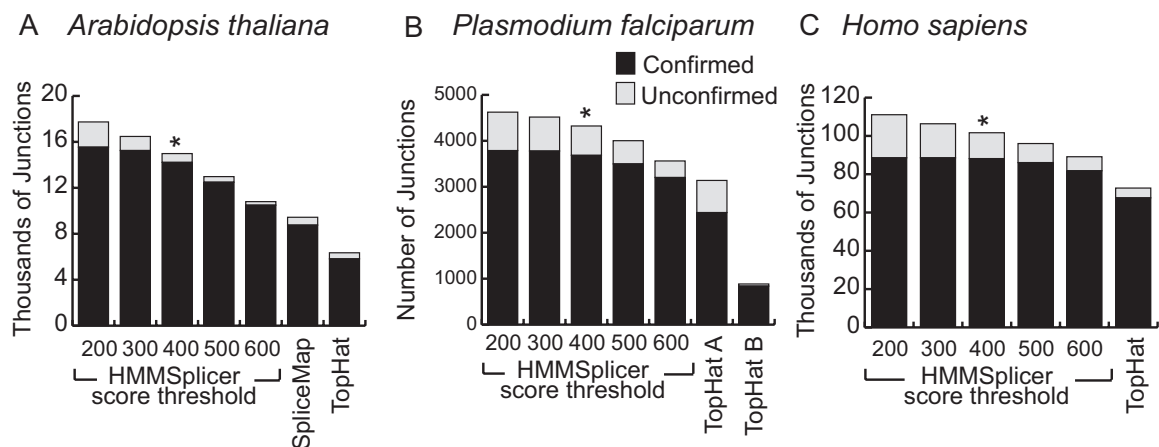 A Arabidopsis thaliana
Thousands of Junctions
20
16
12
8
4
0
*
200 300 400 500 600
HMMSplicer
score threshold
SpliceMap
TopHat
B Plasmodium falciparum
Confirmed
Unconfirmed
Number of Junctions
5000
4000
3000
2000
1000
0
*
200 300 400 500 600
HMMSplicer
score threshold
TopHat A
TopHat B
C Homo sapiens
Thousands of Junctions
120
100
80
60
40
20
0
*
200 300 400 500 600
HMMSplicer
score threshold
TopHat